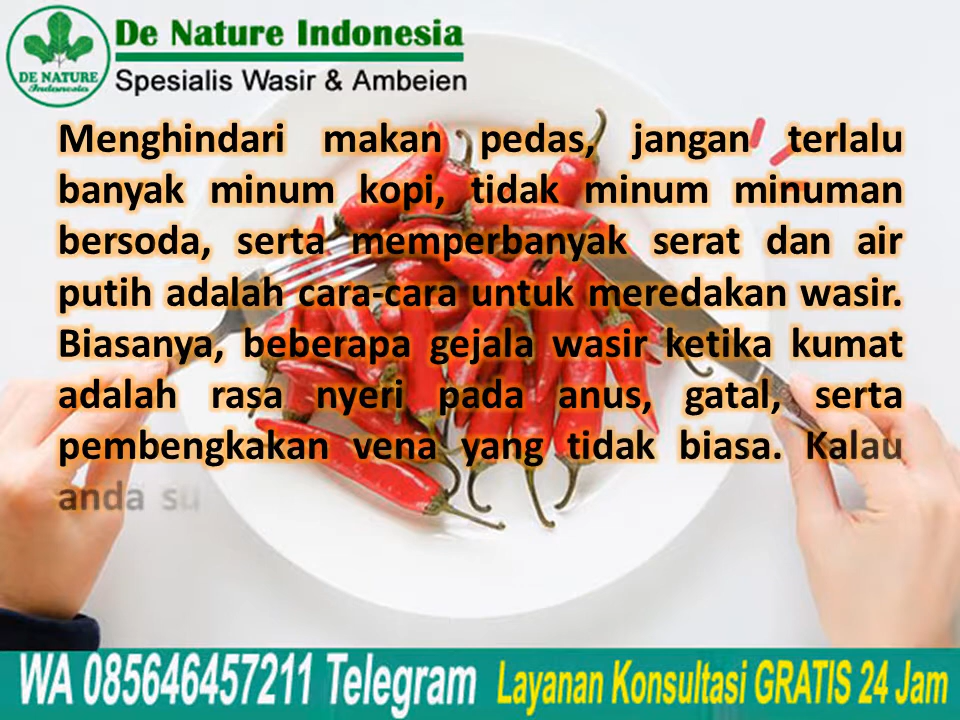 De Nature Indonesia
DE NATURE
Indonesia
Spesialis Wasir & Ambeien
Menghindari makan pedas, jangan terlalu
banyak minum kopi, tidak minum minuman
bersoda, serta memperbanyak serat dan air
putih adalah cara-cara untuk meredakan wasir.
Biasanya, beberapa gejala wasir ketika kumat
adalah rasa nyeri pada anus, gatal, serta
pembengkakan vena yang tidak biasa. Kalau
anda su
WA 085646457211 Telegram Layanan Konsultasi GRATIS 24 Jam